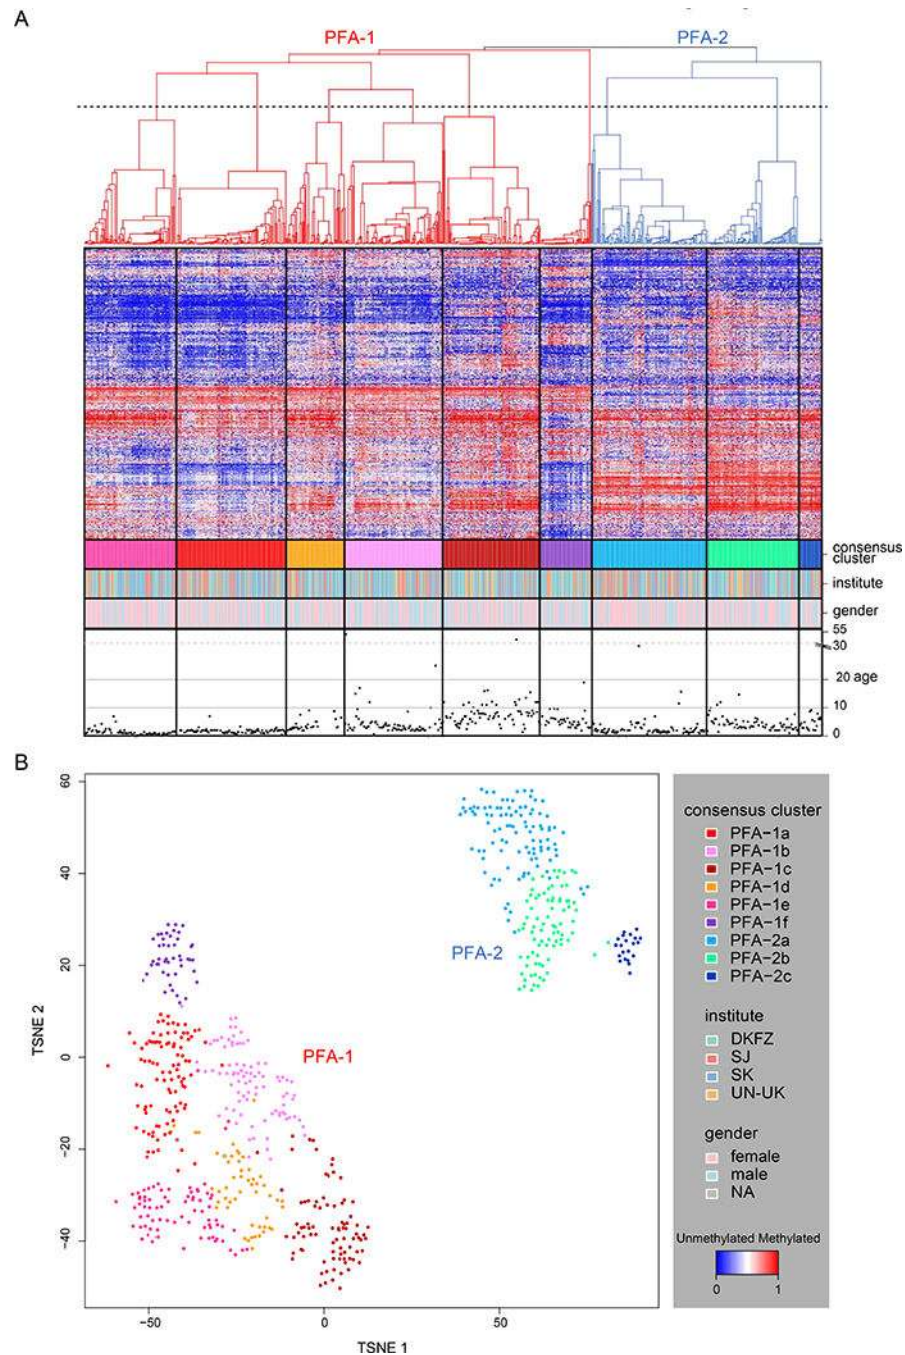 A
PFA-1 PFA-2
consensus
cluster
institute
gender
55
30
20 age
10
0
B
60
40
20
0
−20
−40
−50 0 50
TSNE 2
TSNE 1
PFA-2
PFA-1
consensus cluster
PFA−1a
PFA−1b
PFA−1c
PFA−1d
PFA−1e
PFA−1f
PFA−2a
PFA−2b
PFA−2c
institute
DKFZ
SJ
SK
UN-UK
gender
female
male
NA
Unmethylated Methylated
0 1